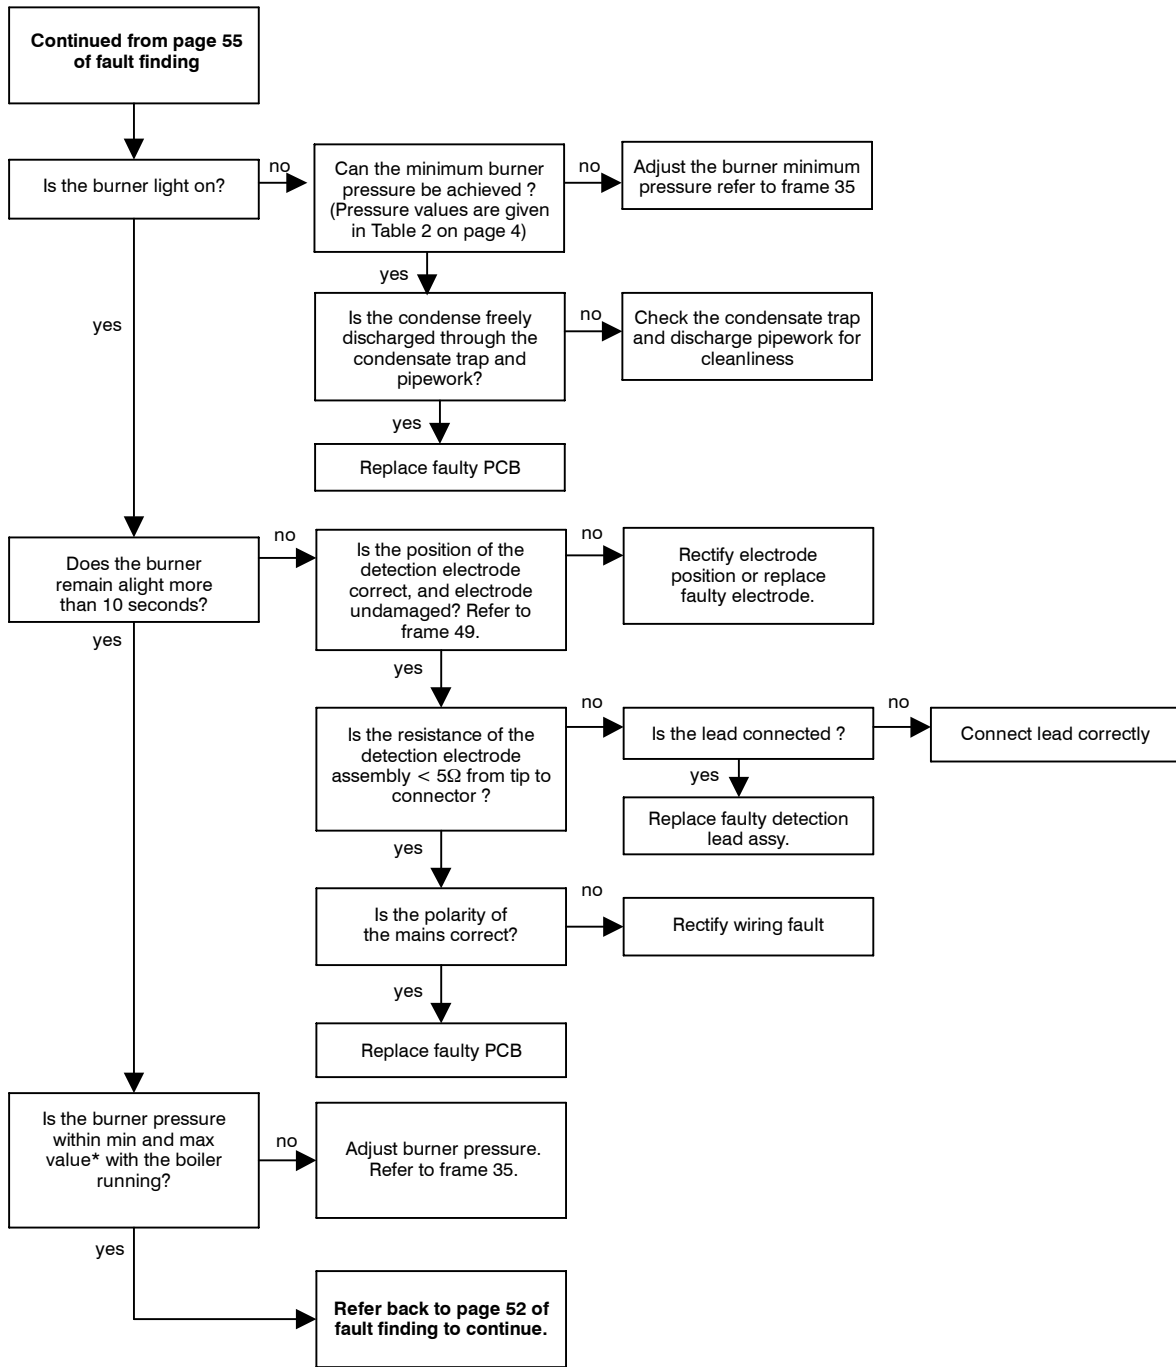 Continued from page 55
of fault finding
Is the burner light on?
no
Can the minimum burner
pressure be achieved ?
(Pressure values are given
in Table 2 on page 4)
no
Adjust the burner minimum
pressure refer to frame 35
yes
yes
Is the condense freely
discharged through the
condensate trap and
pipework?
no
Check the condensate trap
and discharge pipework for
cleanliness
yes
Replace faulty PCB
Does the burner
remain alight more
than 10 seconds?
no
Is the position of the
detection electrode
correct, and electrode
undamaged? Refer to
frame 49.
no
Rectify electrode
position or replace
faulty electrode.
yes
yes
Is the resistance of the
detection electrode
assembly < 5Ω from tip to
connector ?
no
Is the lead connected ?
no
Connect lead correctly
yes
Replace faulty detection
lead assy.
yes
Is the polarity of
the mains correct?
no
Rectify wiring fault
yes
Replace faulty PCB
Is the burner pressure
within min and max
value* with the boiler
running?
no
Adjust burner pressure.
Refer to frame 35.
yes
Refer back to page 52 of
fault finding to continue.